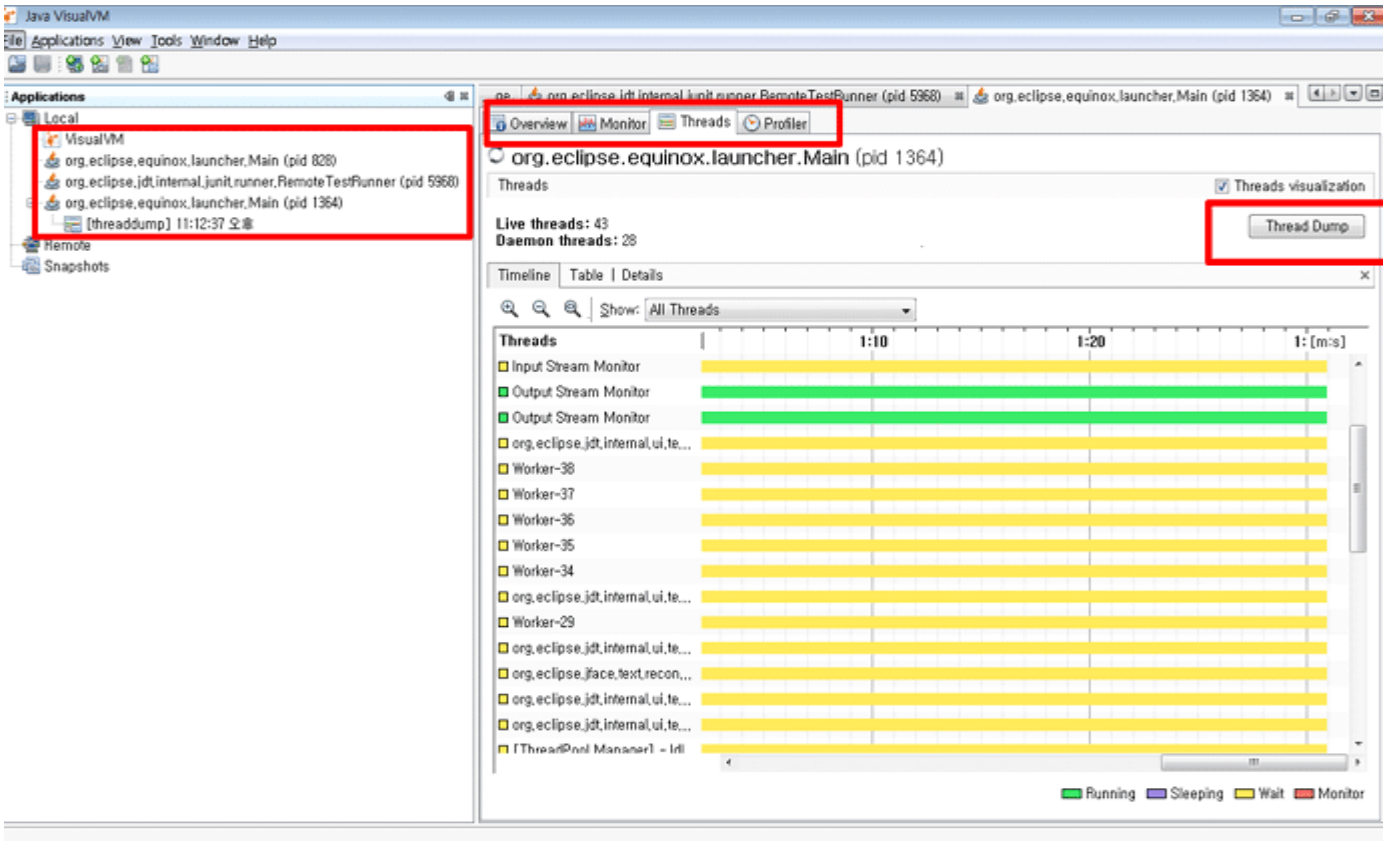 Java VisualVM
File Applications View Tools Window Help
Applications
Local
VisualVM
org.eclipse.equinox.launcher.Main (pid 828)
org.eclipse.jdt.internal.junit.runner.RemoteTestRunner (pid 5968)
org.eclipse.equinox.launcher.Main (pid 1364)
[threaddump] 11:12:37 오후
Remote
Snapshots
org.eclipse.jdt.internal.junit.runner.RemoteTestRunner (pid 5968) org.eclipse.equinox.launcher.Main (pid 1364)
Overview Monitor Threads Profiler
org.eclipse.equinox.launcher.Main (pid 1364)
Threads Threads visualization
Live threads: 43
Daemon threads: 28
Thread Dump
Timeline Table | Details
Show: All Threads
Threads 1:10 1:20 1: [m:s]
Input Stream Monitor
Output Stream Monitor
Output Stream Monitor
org.eclipse.jdt.internal.ui.te...
Worker-38
Worker-37
Worker-36
Worker-35
Worker-34
org.eclipse.jdt.internal.ui.te...
Worker-29
org.eclipse.jdt.internal.ui.te...
org.eclipse.jface.text.recon...
org.eclipse.jdt.internal.ui.te...
org.eclipse.jdt.internal.ui.te...
[ThreadPool Manager] - Idl
Running Sleeping Wait Monitor